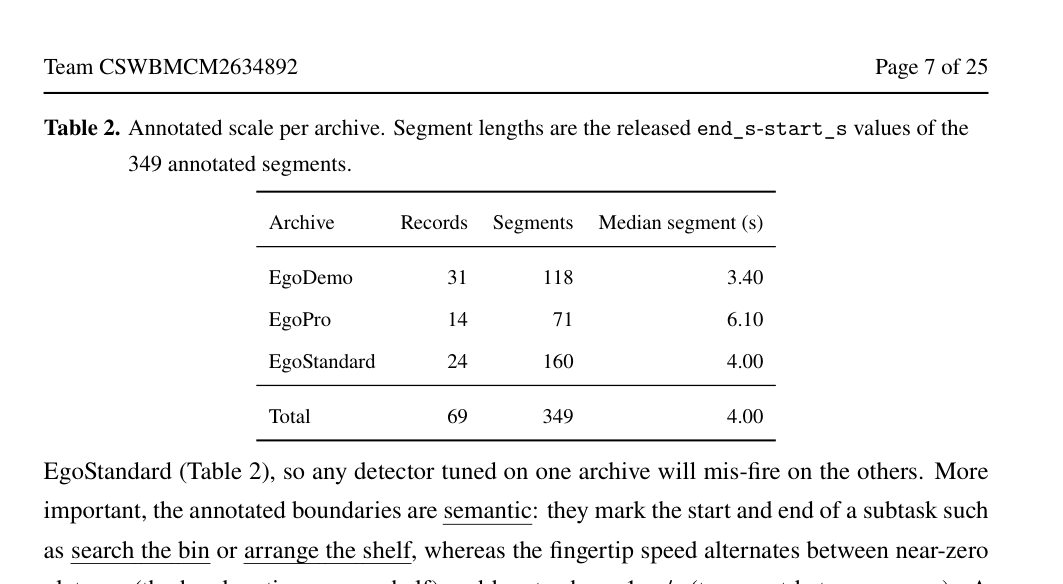 Team CSWBMCM2634892 Page 7 of 25
Table 2. Annotated scale per archive. Segment lengths are the released end_s-start_s values of the
349 annotated segments.
Archive Records Segments Median segment (s)
EgoDemo 31 118 3.40
EgoPro 14 71 6.10
EgoStandard 24 160 4.00
Total 69 349 4.00
EgoStandard (Table 2), so any detector tuned on one archive will mis-fire on the others. More
important, the annotated boundaries are semantic: they mark the start and end of a subtask such
as search the bin or arrange the shelf, whereas the fingertip speed alternates between near-zero